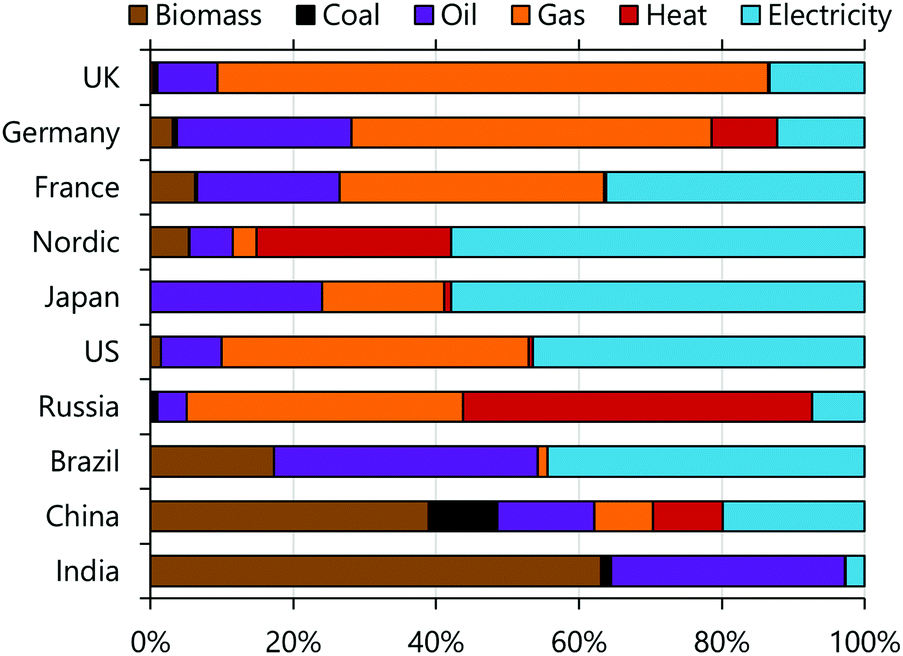 Biomass Coal Oil Gas Heat Electricity
UK
Germany
France
Nordic
Japan
US
Russia
Brazil
China
India
0% 20% 40% 60% 80% 100%